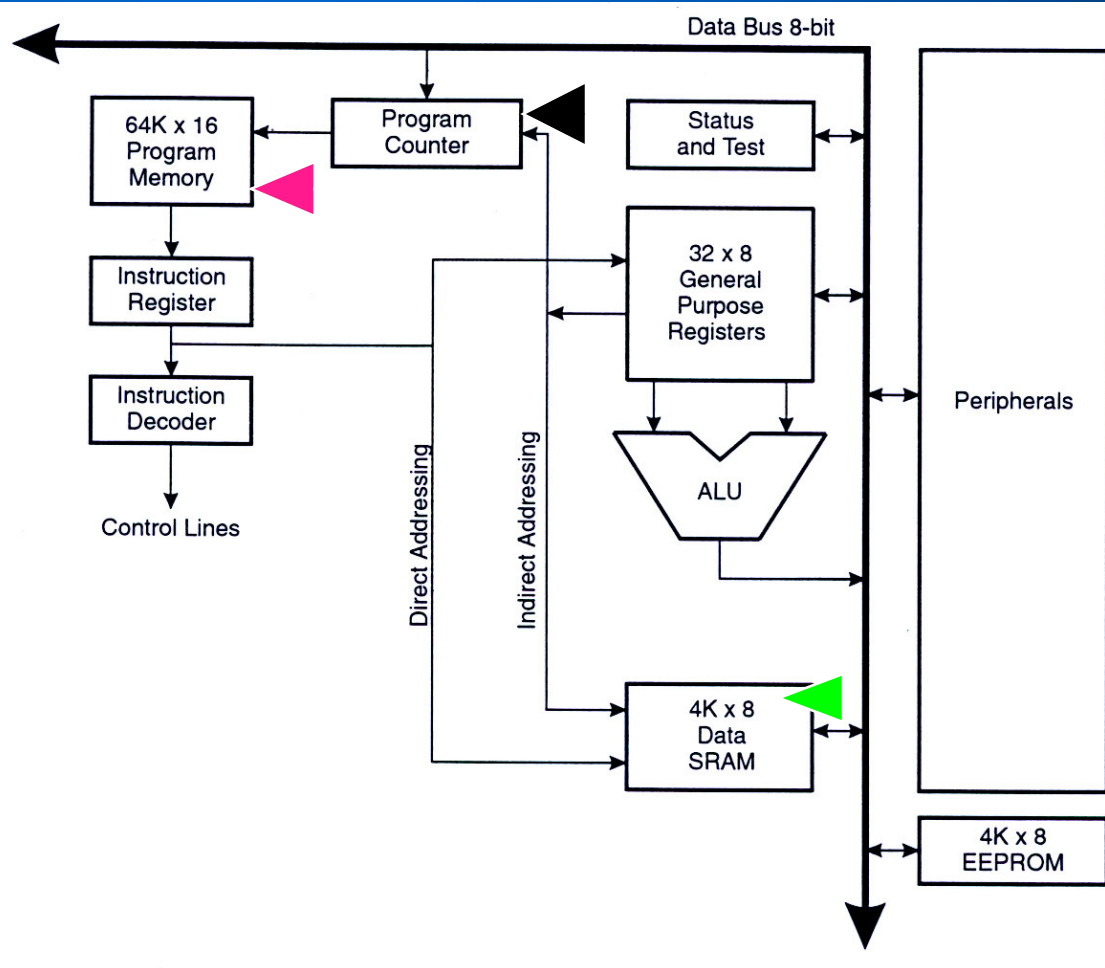 Data Bus 8-bit
64K x 16
Program
Memory
Program
Counter
Status
and Test
Instruction
Register
32 x 8
General
Purpose
Registers
Instruction
Decoder
Peripherals
Control Lines
Direct Addressing
Indirect Addressing
ALU
4K x 8
Data
SRAM
4K x 8
EEPROM